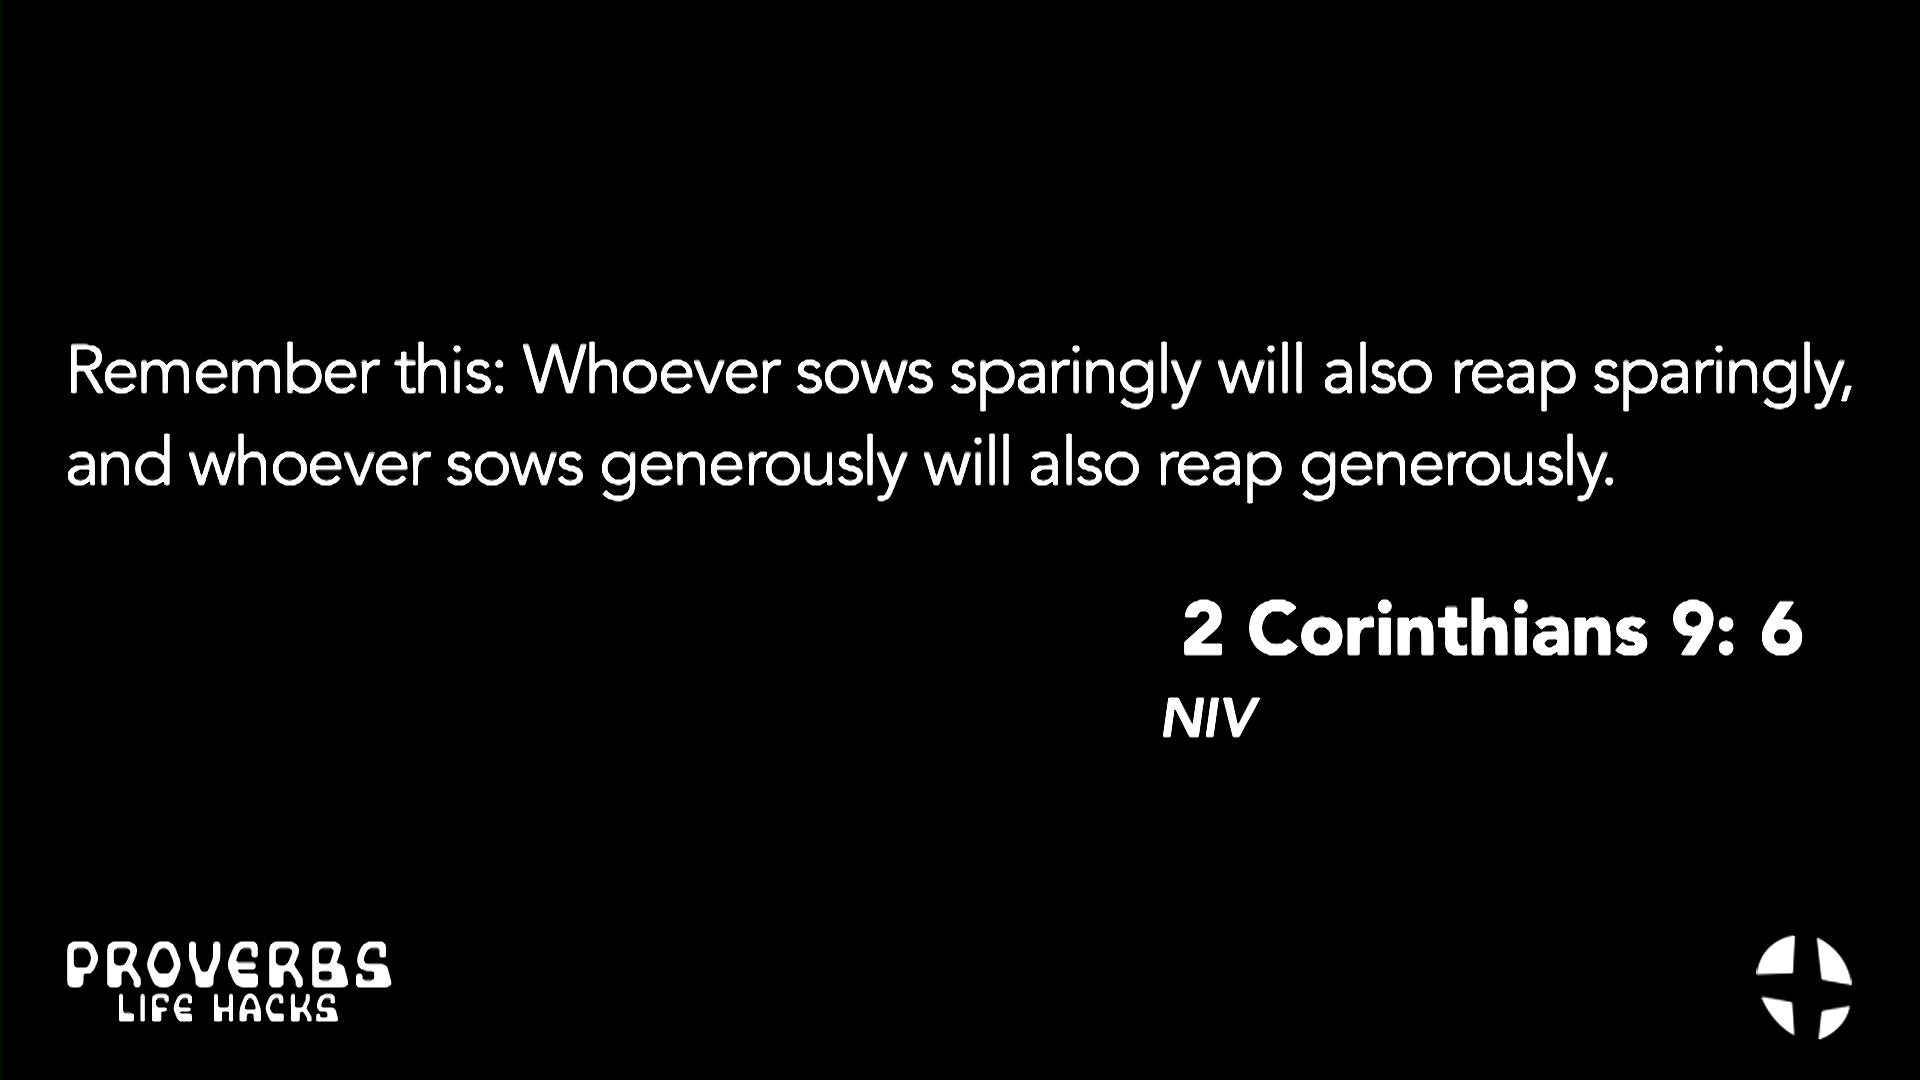 Remember this: Whoever sows sparingly will also reap sparingly,
and whoever sows generously will also reap generously.
2 Corinthians 9: 6
NIV
PROVERBS
LIFE HACKS